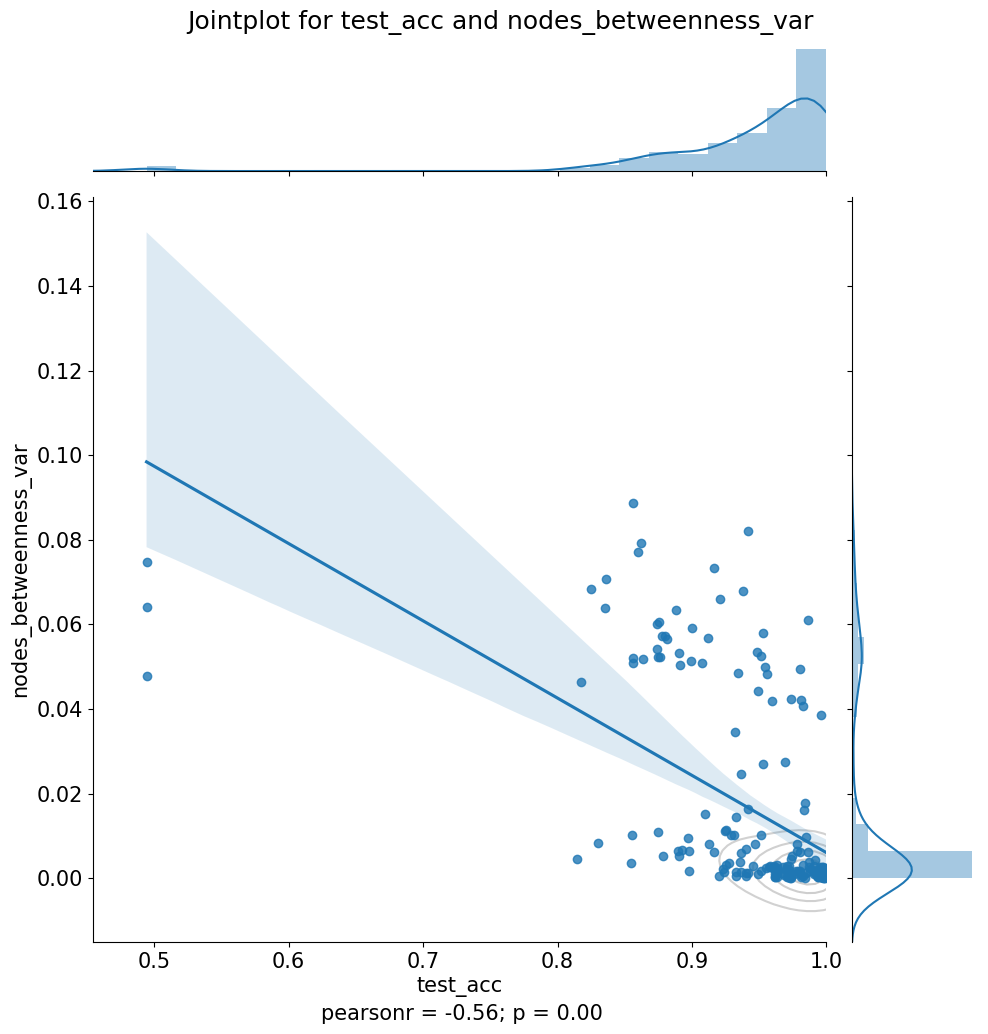 Jointplot for test_acc and nodes_betweenness_var
0.16
0.14
0.12
0.10
0.08
0.06
0.04
0.02
0.00
nodes_betweenness_var
0.5 0.6 0.7 0.8 0.9 1.0
test_acc
pearsonr = -0.56; p = 0.00